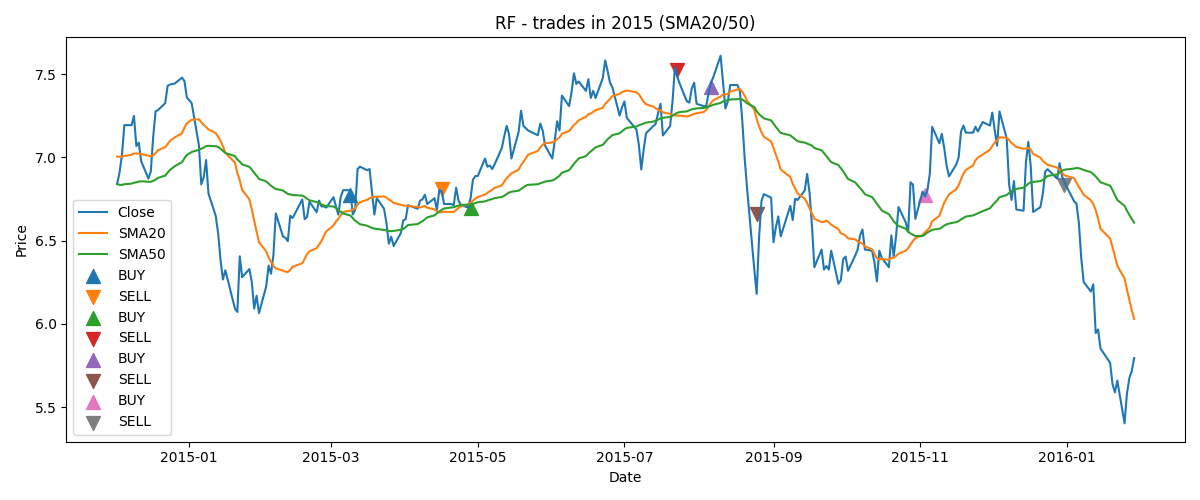 RF - trades in 2015 (SMA20/50)
Price
7.5
7.0
6.5
6.0
5.5
Close
SMA20
SMA50
BUY
SELL
BUY
SELL
BUY
SELL
BUY
SELL
2015-01
2015-03
2015-05
2015-07
2015-09
2015-11
2016-01
Date